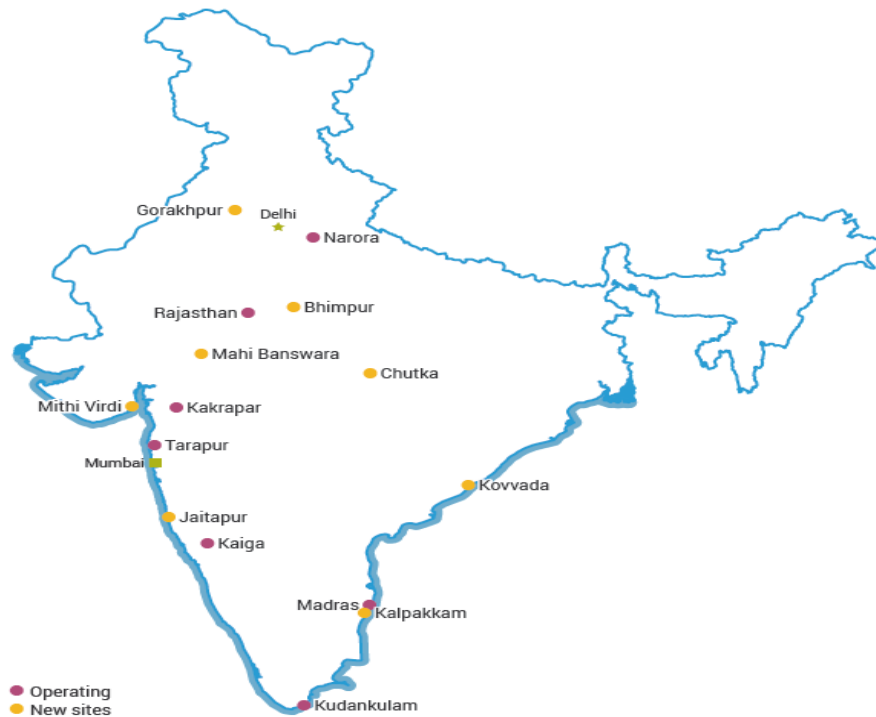 Gorakhpur
Delhi
Narora
Rajasthan
Bhimpur
Mahi Banswara
Chutka
Mithi Virdi
Kakrapar
Tarapur
Mumbai
Kovvada
Jaitapur
Kaiga
Madras
Kalpakkam
Operating
Kudankulam
New sites